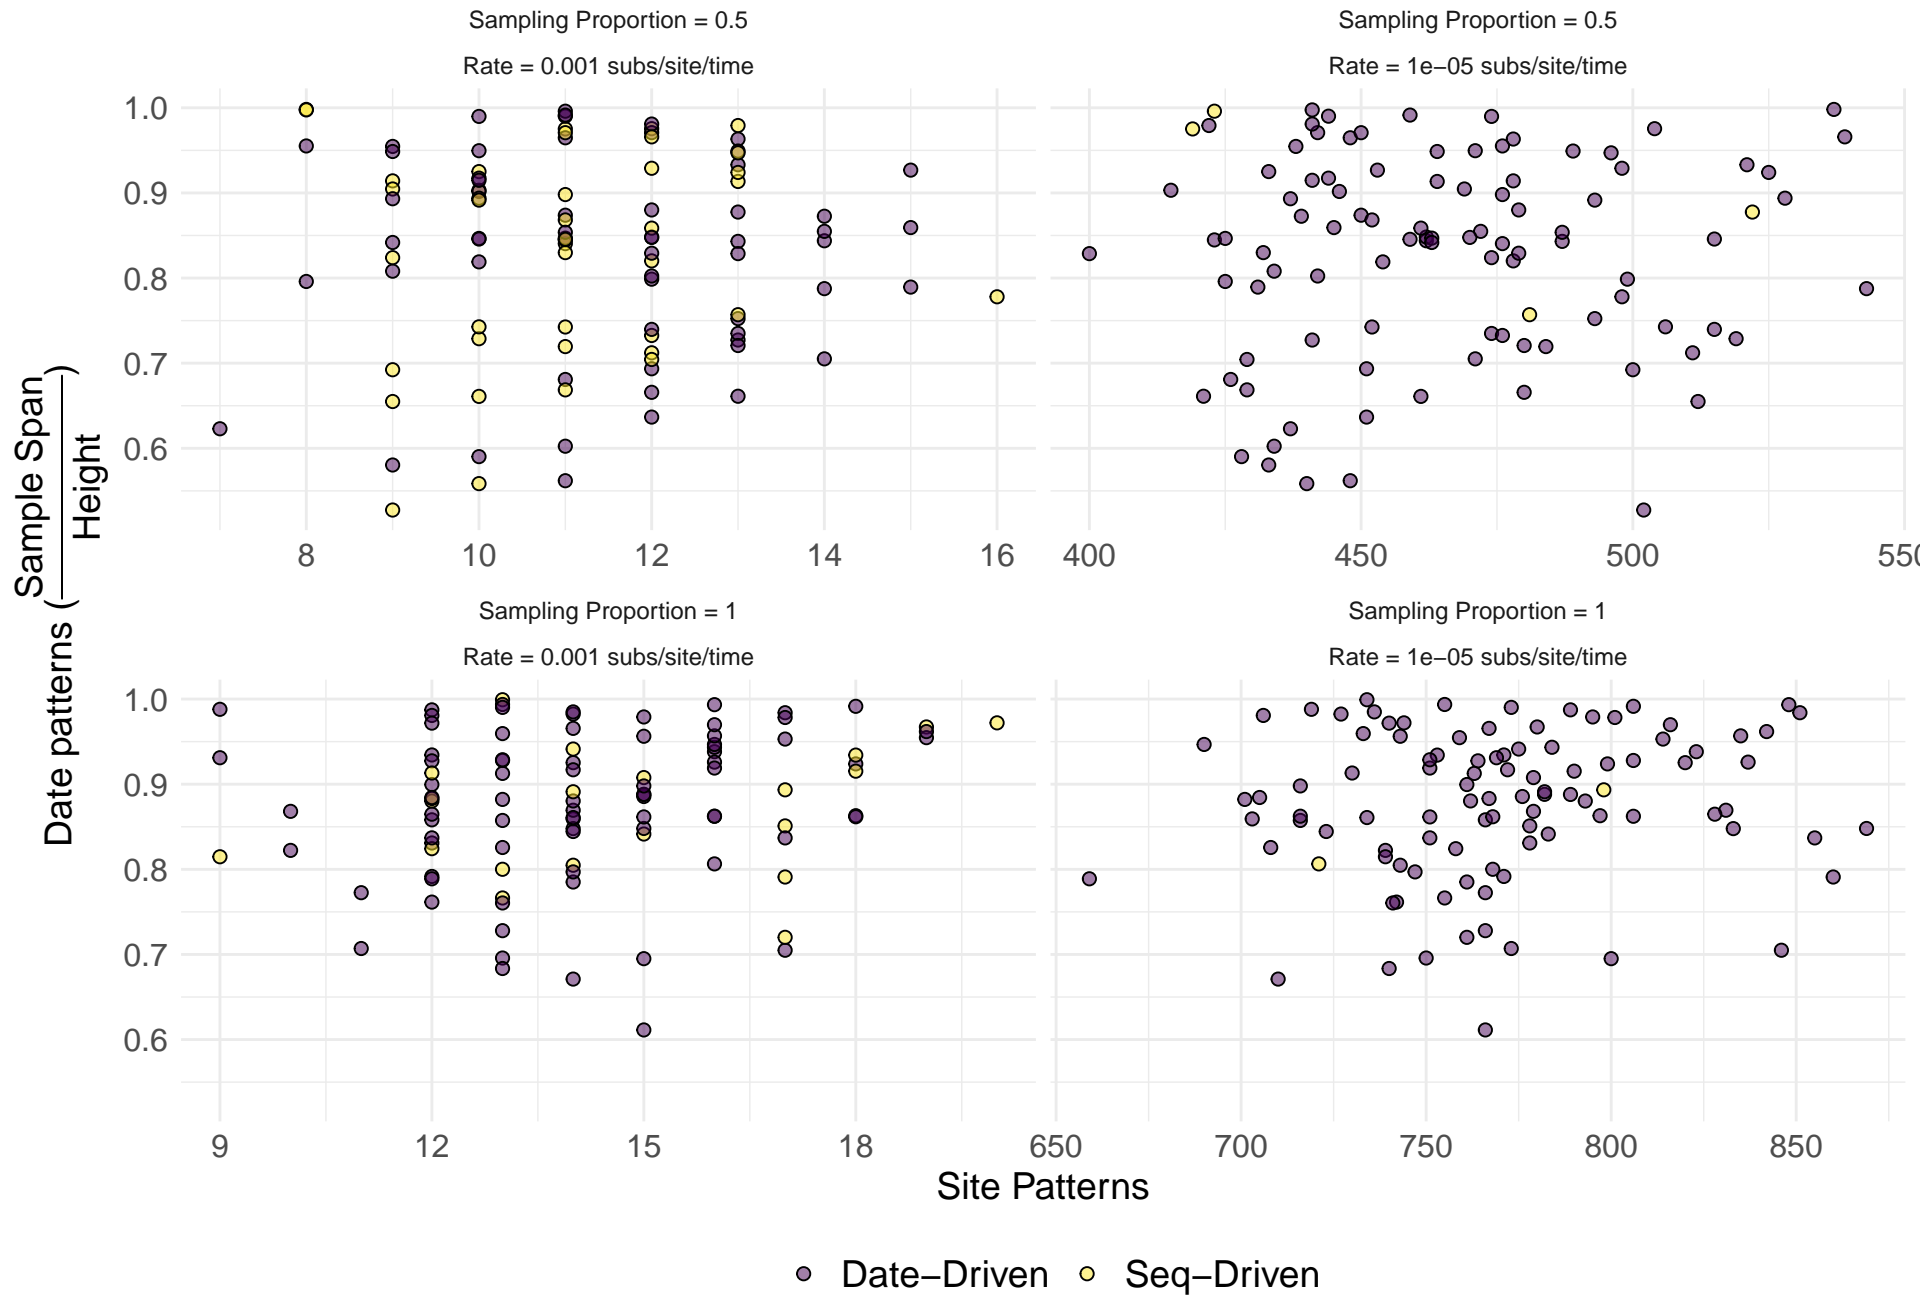 Sampling Proportion = 0.5
Rate = 0.001 subs/site/time
Sampling Proportion = 0.5
Rate = 1e−05 subs/site/time
1.0
0.9
0.8
0.7
0.6
8 10 12 14 16
400 450 500 550
Sampling Proportion = 1
Rate = 0.001 subs/site/time
Sampling Proportion = 1
Rate = 1e−05 subs/site/time
1.0
0.9
0.8
0.7
0.6
9 12 15 18
650 700 750 800 850
Date patterns (Sample Span
Height)
Site Patterns
Date−Driven
Seq−Driven